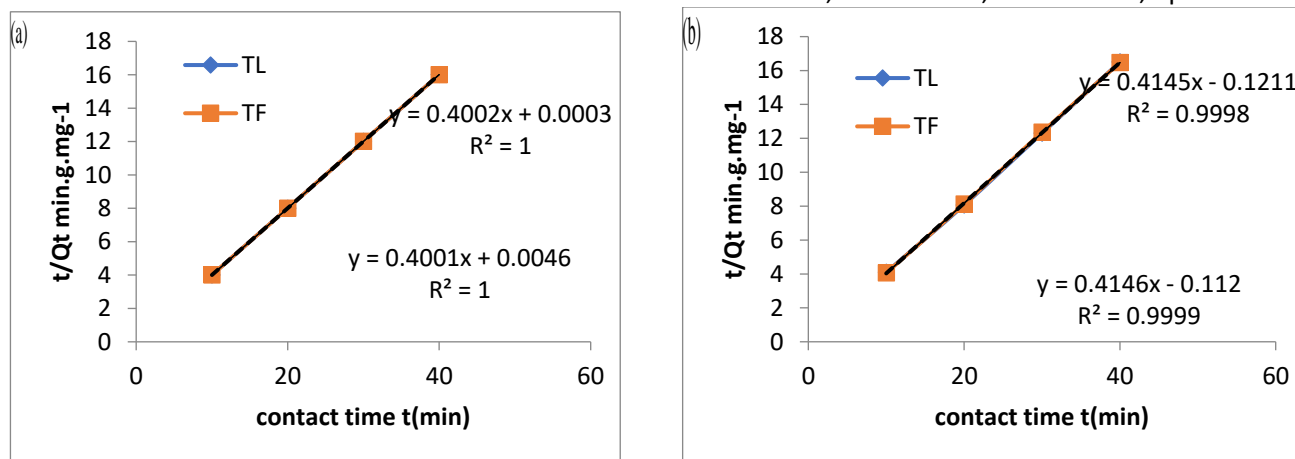 (a)
t/Qt min.g.mg-1
18
16
14
12
10
8
6
4
2
0
TL
TF
y = 0.4002x + 0.0003
R² = 1
y = 0.4001x + 0.0046
R² = 1
0 20 40 60
contact time t(min)
(b)
t/Qt min.g.mg-1
18
16
14
12
10
8
6
4
2
0
TL
TF
y = 0.4145x - 0.1211
R² = 0.9998
y = 0.4146x - 0.112
R² = 0.9999
0 20 40 60
contact time t(min)